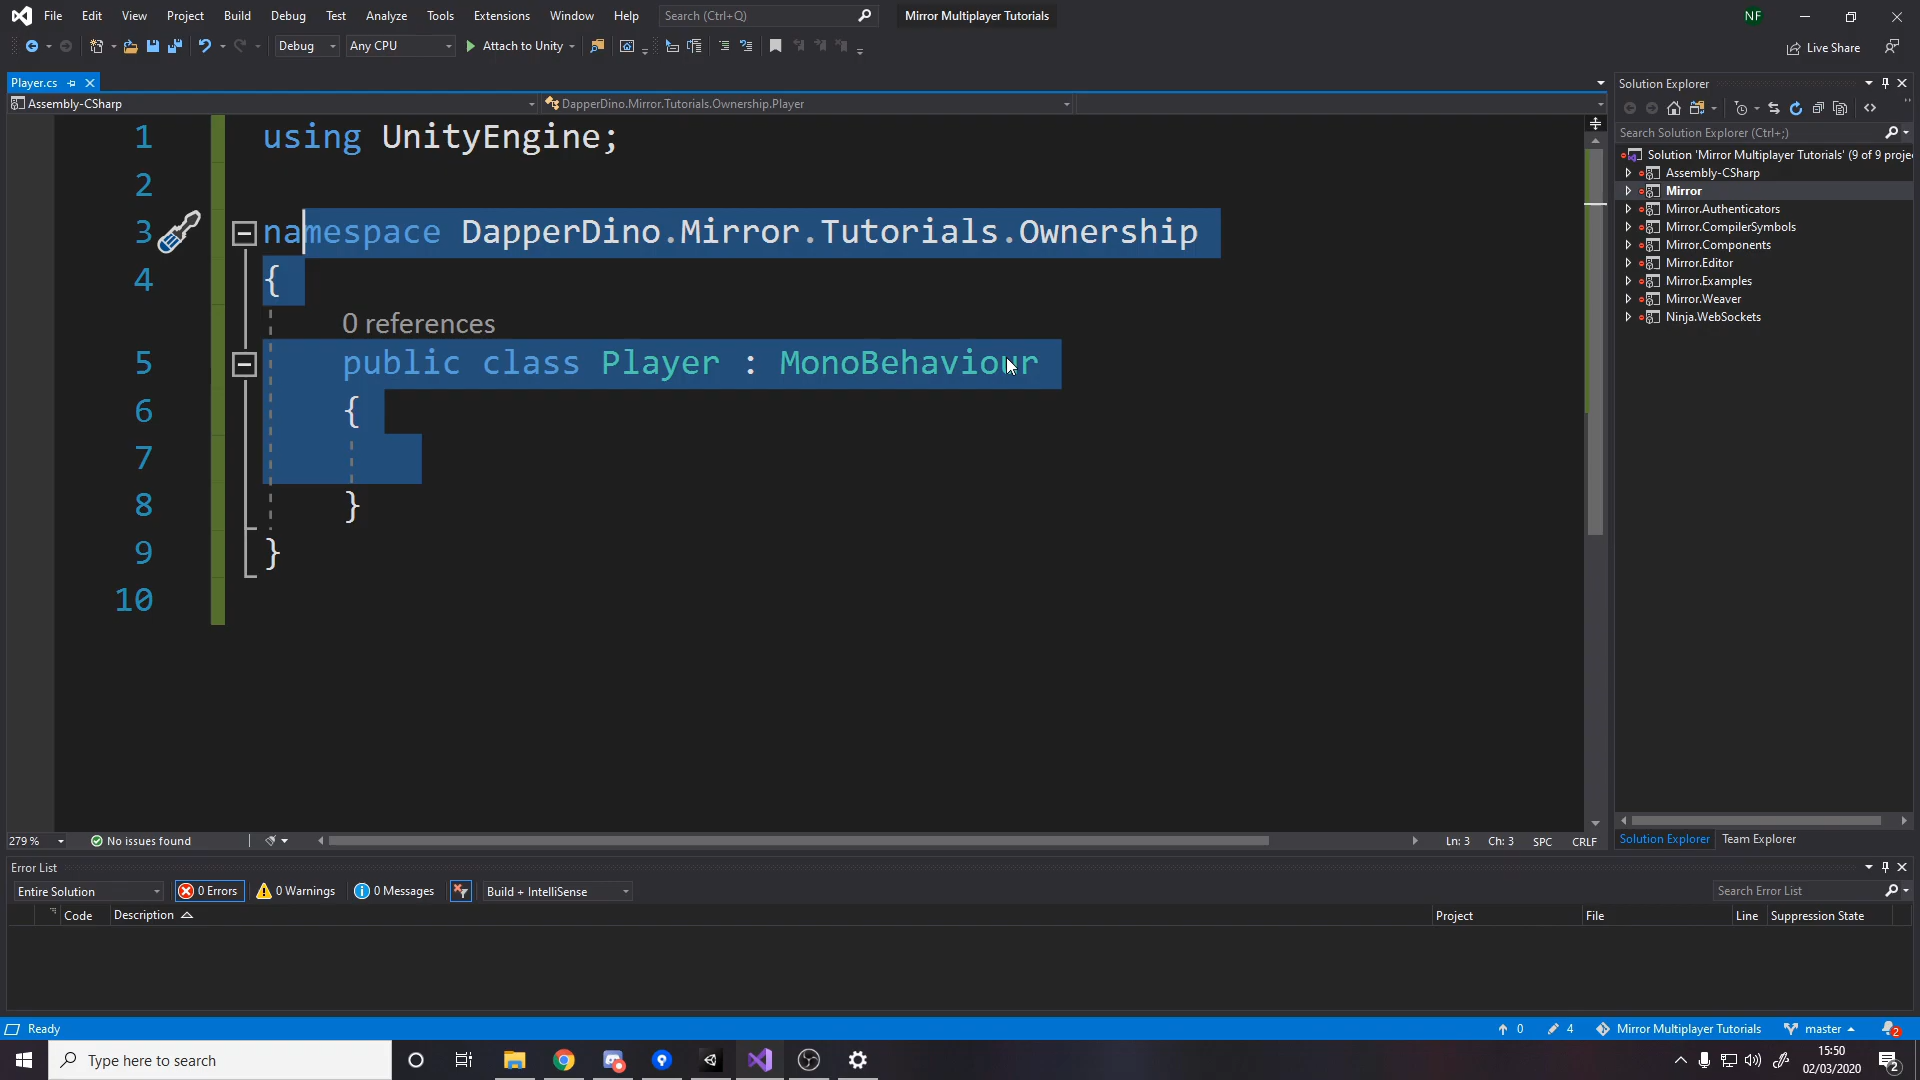 File Edit View Project Build Debug Test Analyze Tools Extensions Window Help Search (Ctrl+Q) Mirror Multiplayer Tutorials NF
Debug Any CPU Attach to Unity Live Share
Player.cs
Assembly-CSharp DapperDino.Mirror.Tutorials.Ownership.Player
1 using UnityEngine;
2
3 namespace DapperDino.Mirror.Tutorials.Ownership
4 {
0 references
5 public class Player : MonoBehaviour
6 {
7
8 }
9 }
10
279 % No issues found Ln: 3 Ch: 3 SPC CRLF
Solution Explorer
Search Solution Explorer (Ctrl+;)
Solution 'Mirror Multiplayer Tutorials' (9 of 9 proje
Assembly-CSharp
Mirror
Mirror.Authenticators
Mirror.CompilerSymbols
Mirror.Components
Mirror.Editor
Mirror.Examples
Mirror.Weaver
Ninja.WebSockets
Solution Explorer Team Explorer
Error List
Entire Solution 0 Errors 0 Warnings 0 Messages Build + IntelliSense Search Error List
Code Description Project File Line Suppression State
Ready 0 4 Mirror Multiplayer Tutorials master 2
Type here to search 15:50
02/03/2020 2